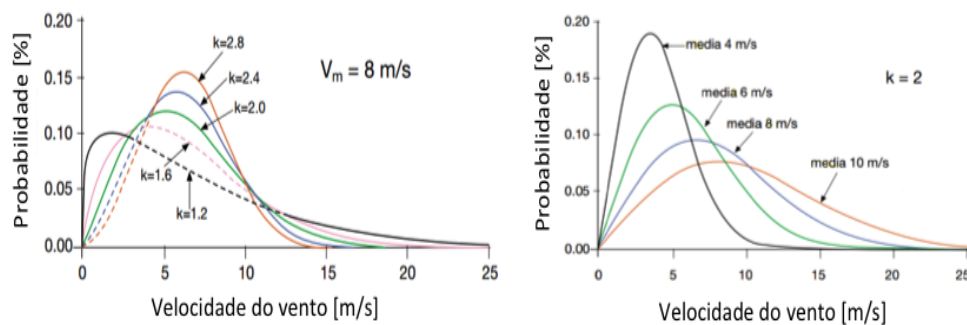 Probabilidade [%]
0.20
0.15
0.10
0.05
0.00
k=2.8
k=2.4
k=2.0
k=1.6
k=1.2
Vm = 8 m/s
0 5 10 15 20 25
Velocidade do vento [m/s]
Probabilidade [%]
0.20
0.15
0.10
0.05
0.00
media 4 m/s
k = 2
media 6 m/s
media 8 m/s
media 10 m/s
0 5 10 15 20 25
Velocidade do vento [m/s]